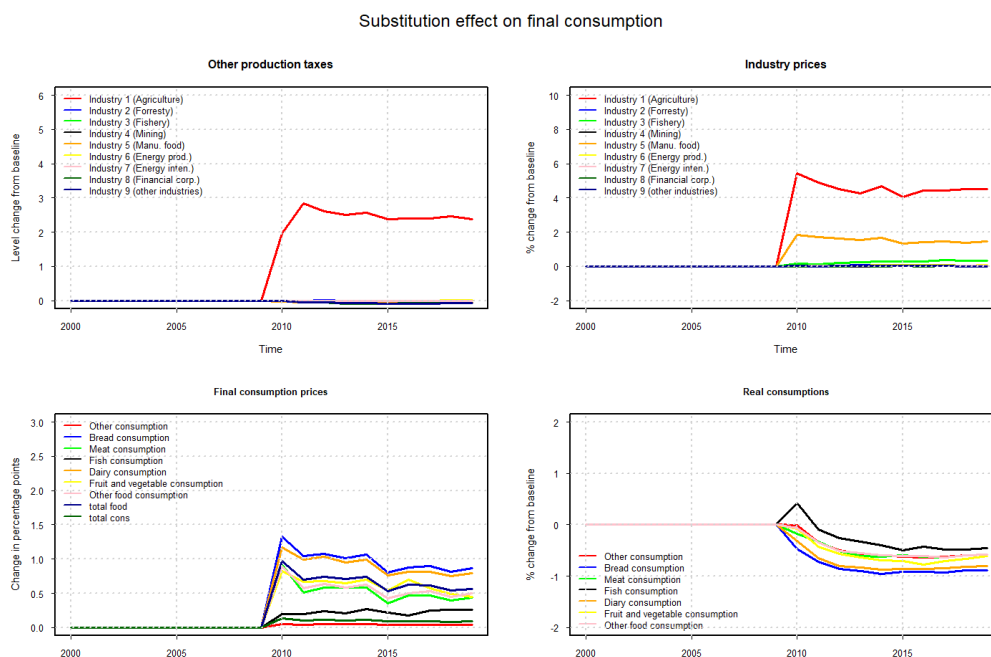 Substitution effect on final consumption
Other production taxes
Level change from baseline
6
5
4
3
2
1
0
Industry 1 (Agriculture)
Industry 2 (Forresty)
Industry 3 (Fishery)
Industry 4 (Mining)
Industry 5 (Manu. food)
Industry 6 (Energy prod.)
Industry 7 (Energy inten.)
Industry 8 (Financial corp.)
Industry 9 (other industries)
2000 2005 2010 2015
Time
Industry prices
% change from baseline
10
8
6
4
2
0
-2
Industry 1 (Agriculture)
Industry 2 (Forresty)
Industry 3 (Fishery)
Industry 4 (Mining)
Industry 5 (Manu. food)
Industry 6 (Energy prod.)
Industry 7 (Energy inten.)
Industry 8 (Financial corp.)
Industry 9 (other industries)
2000 2005 2010 2015
Time
Final consumption prices
Change in percentage points
3.0
2.5
2.0
1.5
1.0
0.5
0.0
Other consumption
Bread consumption
Meat consumption
Fish consumption
Dairy consumption
Fruit and vegetable consumption
Other food consumption
total food
total cons
2000 2005 2010 2015
Real consumptions
% change from baseline
2
1
0
-1
-2
Other consumption
Bread consumption
Meat consumption
Fish consumption
Diary consumption
Fruit and vegetable consumption
Other food consumption
2000 2005 2010 2015